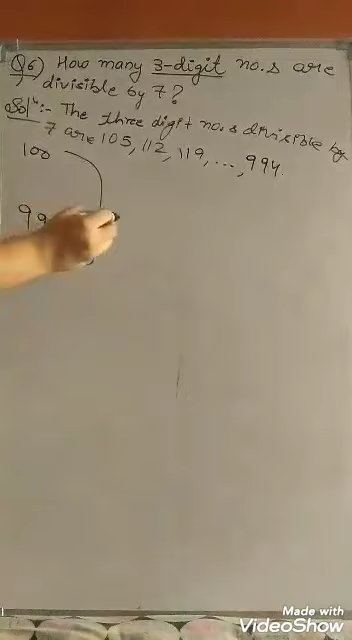 Q6) How many 3-digit no.s are
divisible by 7?
Solⁿ:- The three digit no.s divisible by
7 are 105, 112, 119, ..., 994.
100
99
Made with
VideoShow